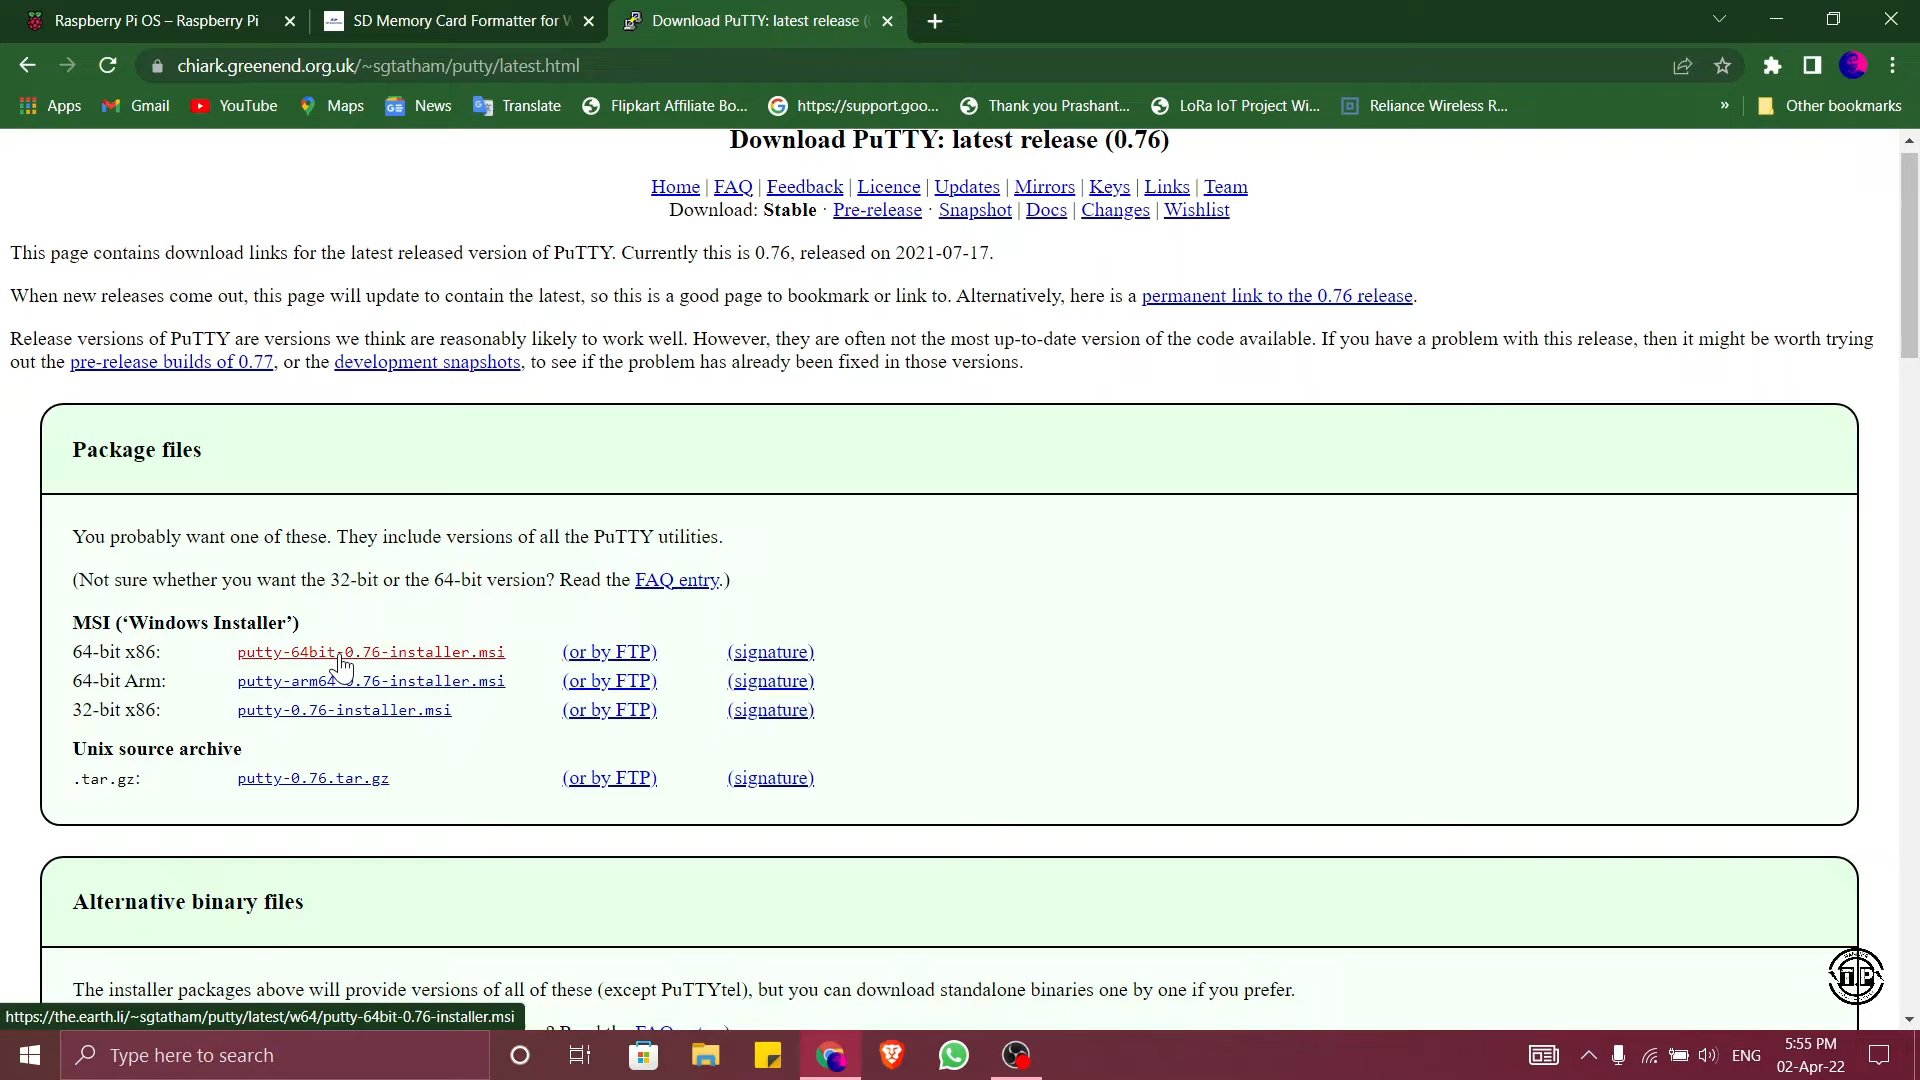 Raspberry Pi OS – Raspberry Pi
SD Memory Card Formatter for W
Download PuTTY: latest release (
chiark.greenend.org.uk/~sgtatham/putty/latest.html
Apps
Gmail
YouTube
Maps
News
Translate
Flipkart Affiliate Bo...
https://support.goo...
Thank you Prashant...
LoRa IoT Project Wi...
Reliance Wireless R...
»
Other bookmarks
Download PuTTY: latest release (0.76)
Home | FAQ | Feedback | Licence | Updates | Mirrors | Keys | Links | Team
Download: Stable · Pre-release · Snapshot | Docs | Changes | Wishlist
This page contains download links for the latest released version of PuTTY. Currently this is 0.76, released on 2021-07-17.
When new releases come out, this page will update to contain the latest, so this is a good page to bookmark or link to. Alternatively, here is a permanent link to the 0.76 release.
Release versions of PuTTY are versions we think are reasonably likely to work well. However, they are often not the most up-to-date version of the code available. If you have a problem with this release, then it might be worth trying
out the pre-release builds of 0.77, or the development snapshots, to see if the problem has already been fixed in those versions.
Package files
You probably want one of these. They include versions of all the PuTTY utilities.
(Not sure whether you want the 32-bit or the 64-bit version? Read the FAQ entry.)
MSI (‘Windows Installer’)
64-bit x86: putty-64bit-0.76-installer.msi (or by FTP) (signature)
64-bit Arm: putty-arm64-0.76-installer.msi (or by FTP) (signature)
32-bit x86: putty-0.76-installer.msi (or by FTP) (signature)
Unix source archive
.tar.gz: putty-0.76.tar.gz (or by FTP) (signature)
Alternative binary files
The installer packages above will provide versions of all of these (except PuTTYtel), but you can download standalone binaries one by one if you prefer.
https://the.earth.li/~sgtatham/putty/latest/w64/putty-64bit-0.76-installer.msi
Type here to search
ENG
5:55 PM
02-Apr-22